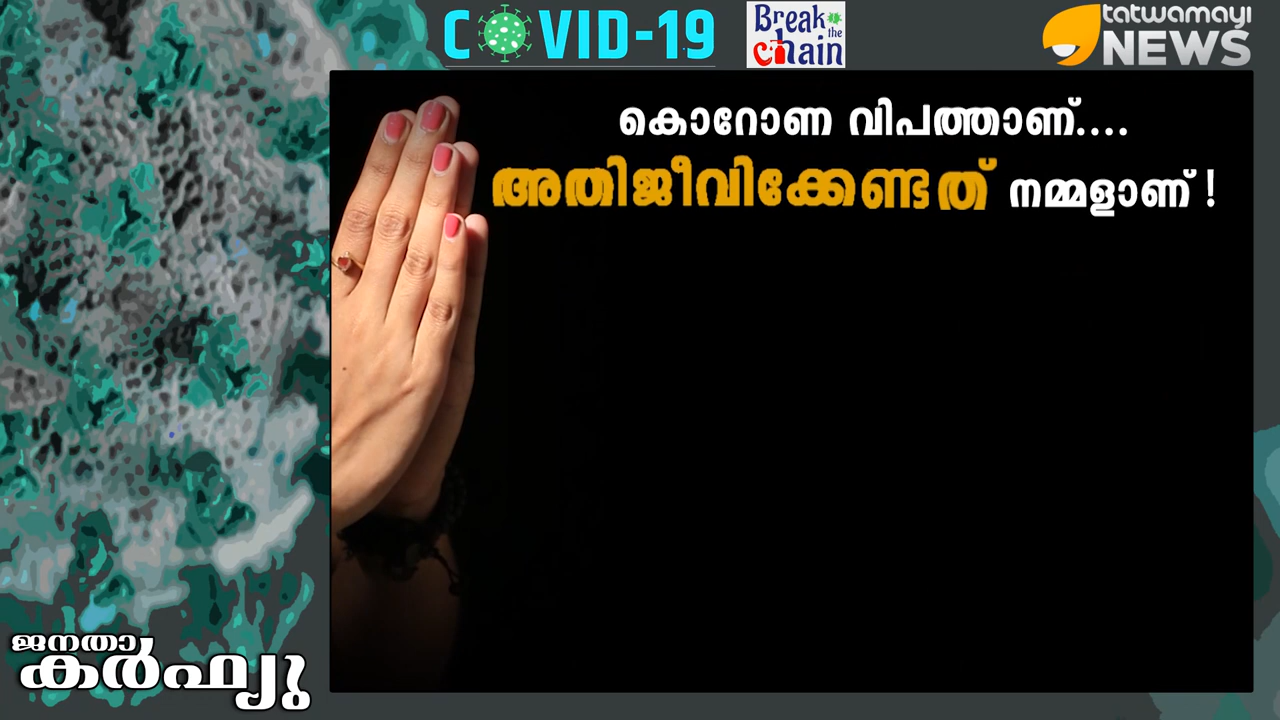 COVID-19
Break the chain
tatwamayi
NEWS
കൊറോണ വിപത്താണ്....
അതിജീവിക്കേണ്ടത് നമ്മളാണ് !
ജനതാ
കർഫ്യു